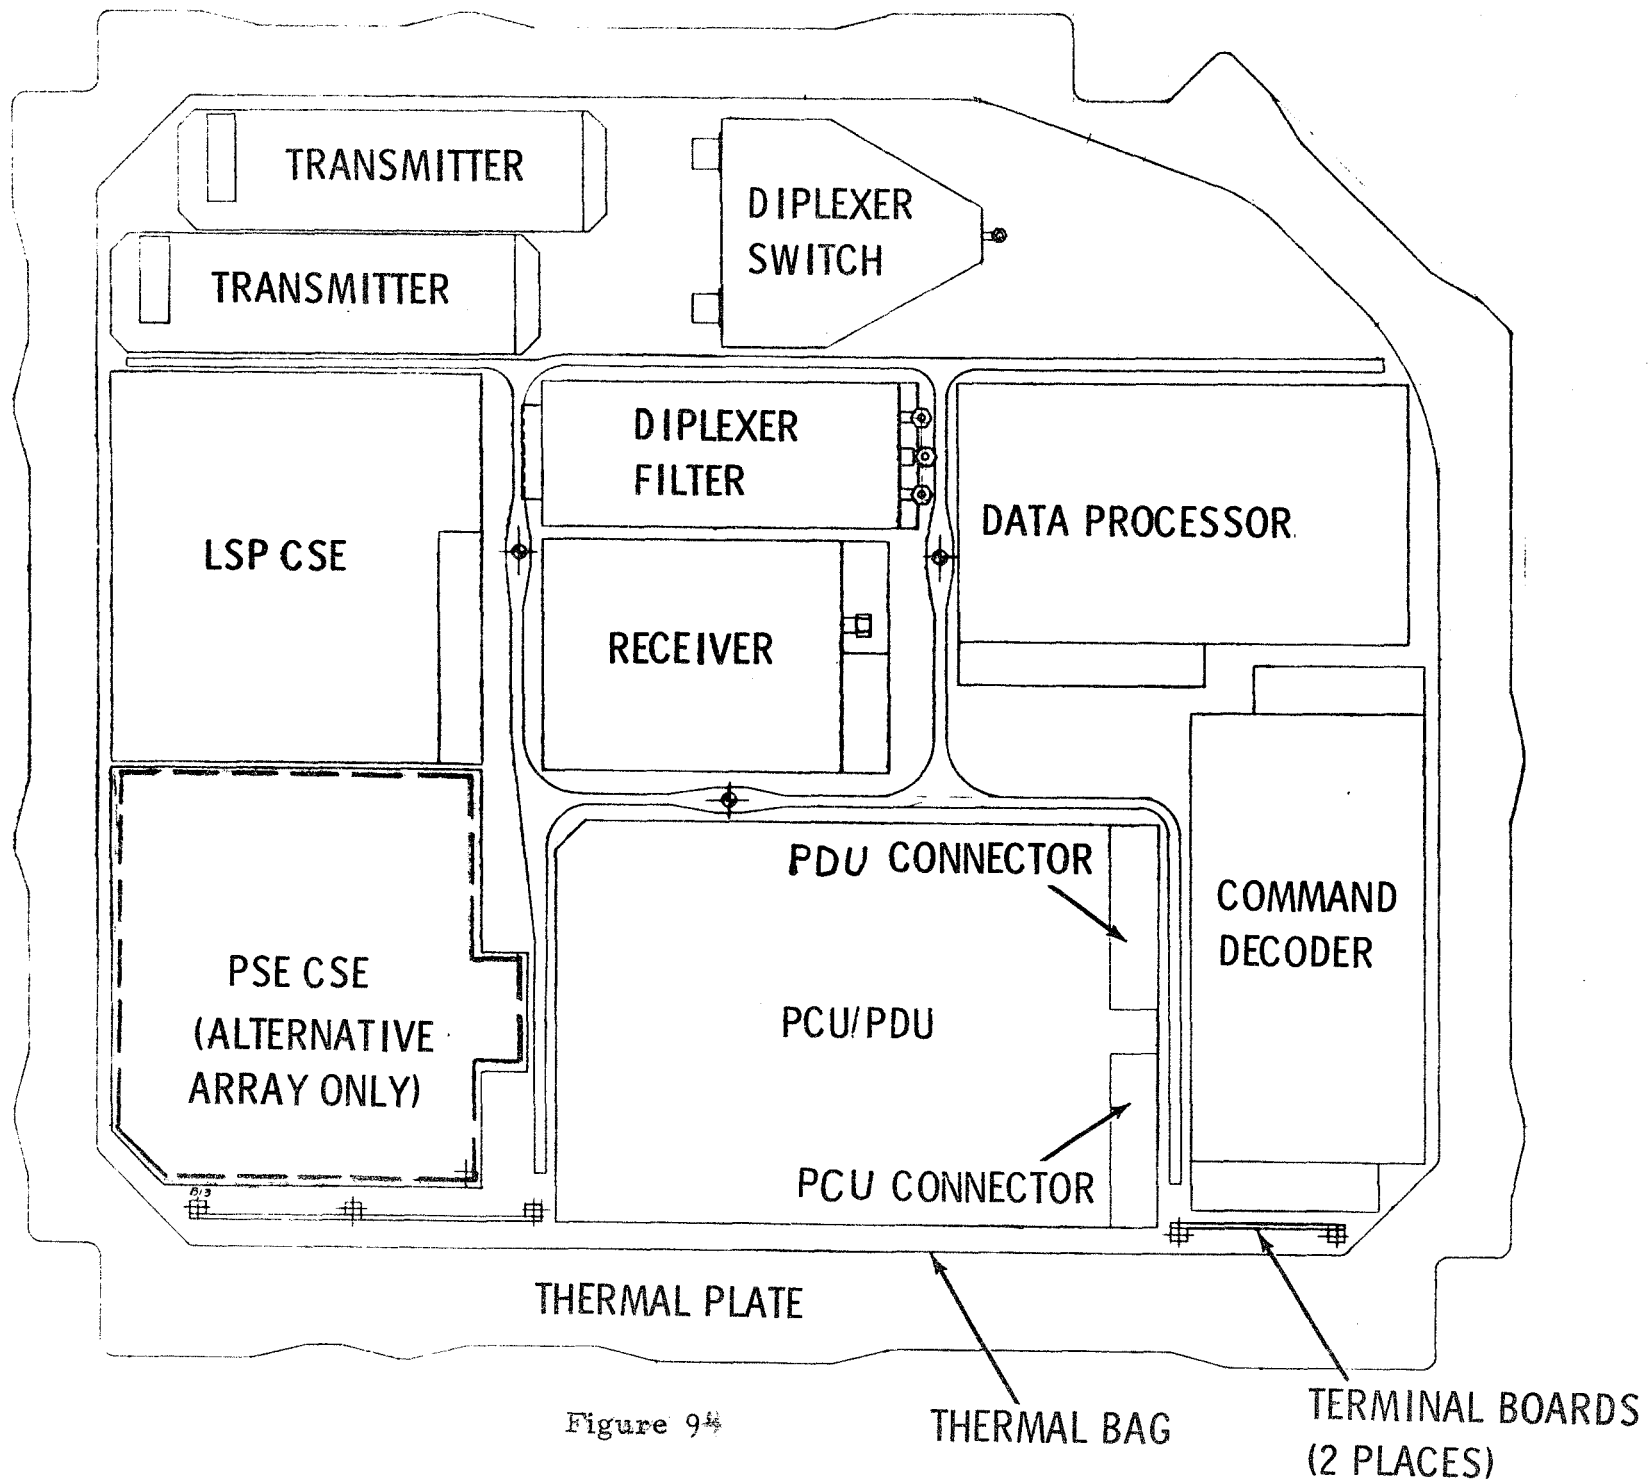 TRANSMITTER
TRANSMITTER
DIPLEXER
SWITCH
LSP CSE
DIPLEXER
FILTER
DATA PROCESSOR
RECEIVER
PDU CONNECTOR
COMMAND
DECODER
PSE CSE
(ALTERNATIVE
ARRAY ONLY)
PCU/PDU
PCU CONNECTOR
THERMAL PLATE
THERMAL BAG
TERMINAL BOARDS
(2 PLACES)
Figure